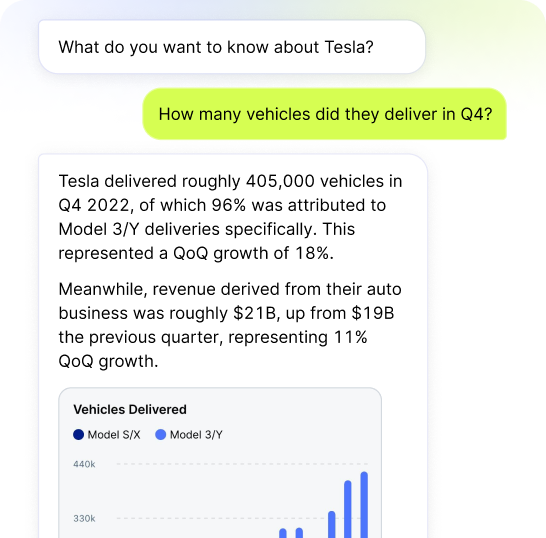 What do you want to know about Tesla?
How many vehicles did they deliver in Q4?
Tesla delivered roughly 405,000 vehicles in
Q4 2022, of which 96% was attributed to
Model 3/Y deliveries specifically. This
represented a QoQ growth of 18%.
Meanwhile, revenue derived from their auto
business was roughly $21B, up from $19B
the previous quarter, representing 11%
QoQ growth.
Vehicles Delivered
Model S/X Model 3/Y
440k
330k